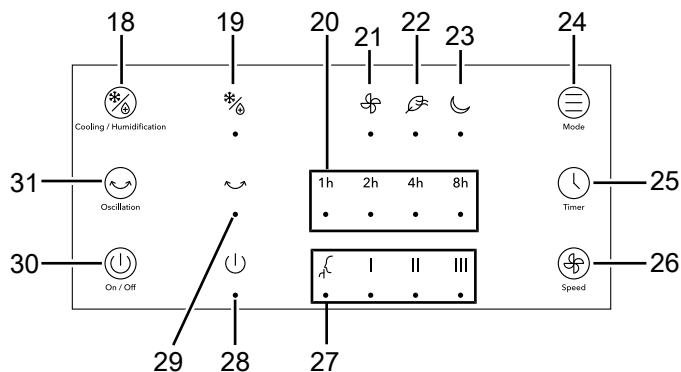 18 19 20 21 22 23 24
Cooling / Humidification
Mode
31 1h 2h 4h 8h 25
Oscillation
Timer
30 I II III 26
On / Off
Speed
29 28 27